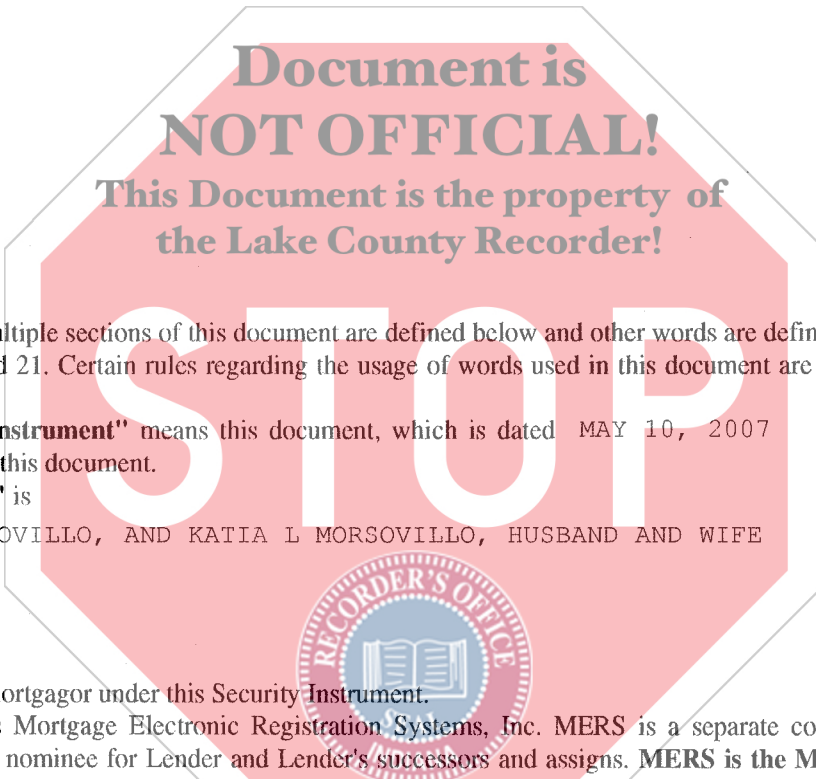 Document is
NOT OFFICIAL!
This Document is the property of
the Lake County Recorder!
ltiple sections of this document are defined below and other words are defin
d 21. Certain rules regarding the usage of words used in this document are
nstrument" means this document, which is dated MAY 10, 2007
this document.
" is
OVILLO, AND KATIA L MORSOVILLO, HUSBAND AND WIFE
ortgagor under this Security Instrument.
s Mortgage Electronic Registration Systems, Inc. MERS is a separate co
nominee for Lender and Lender's successors and assigns. MERS is the M
STOP
RECORDER'S OFFICE
SEAL
INDIANA